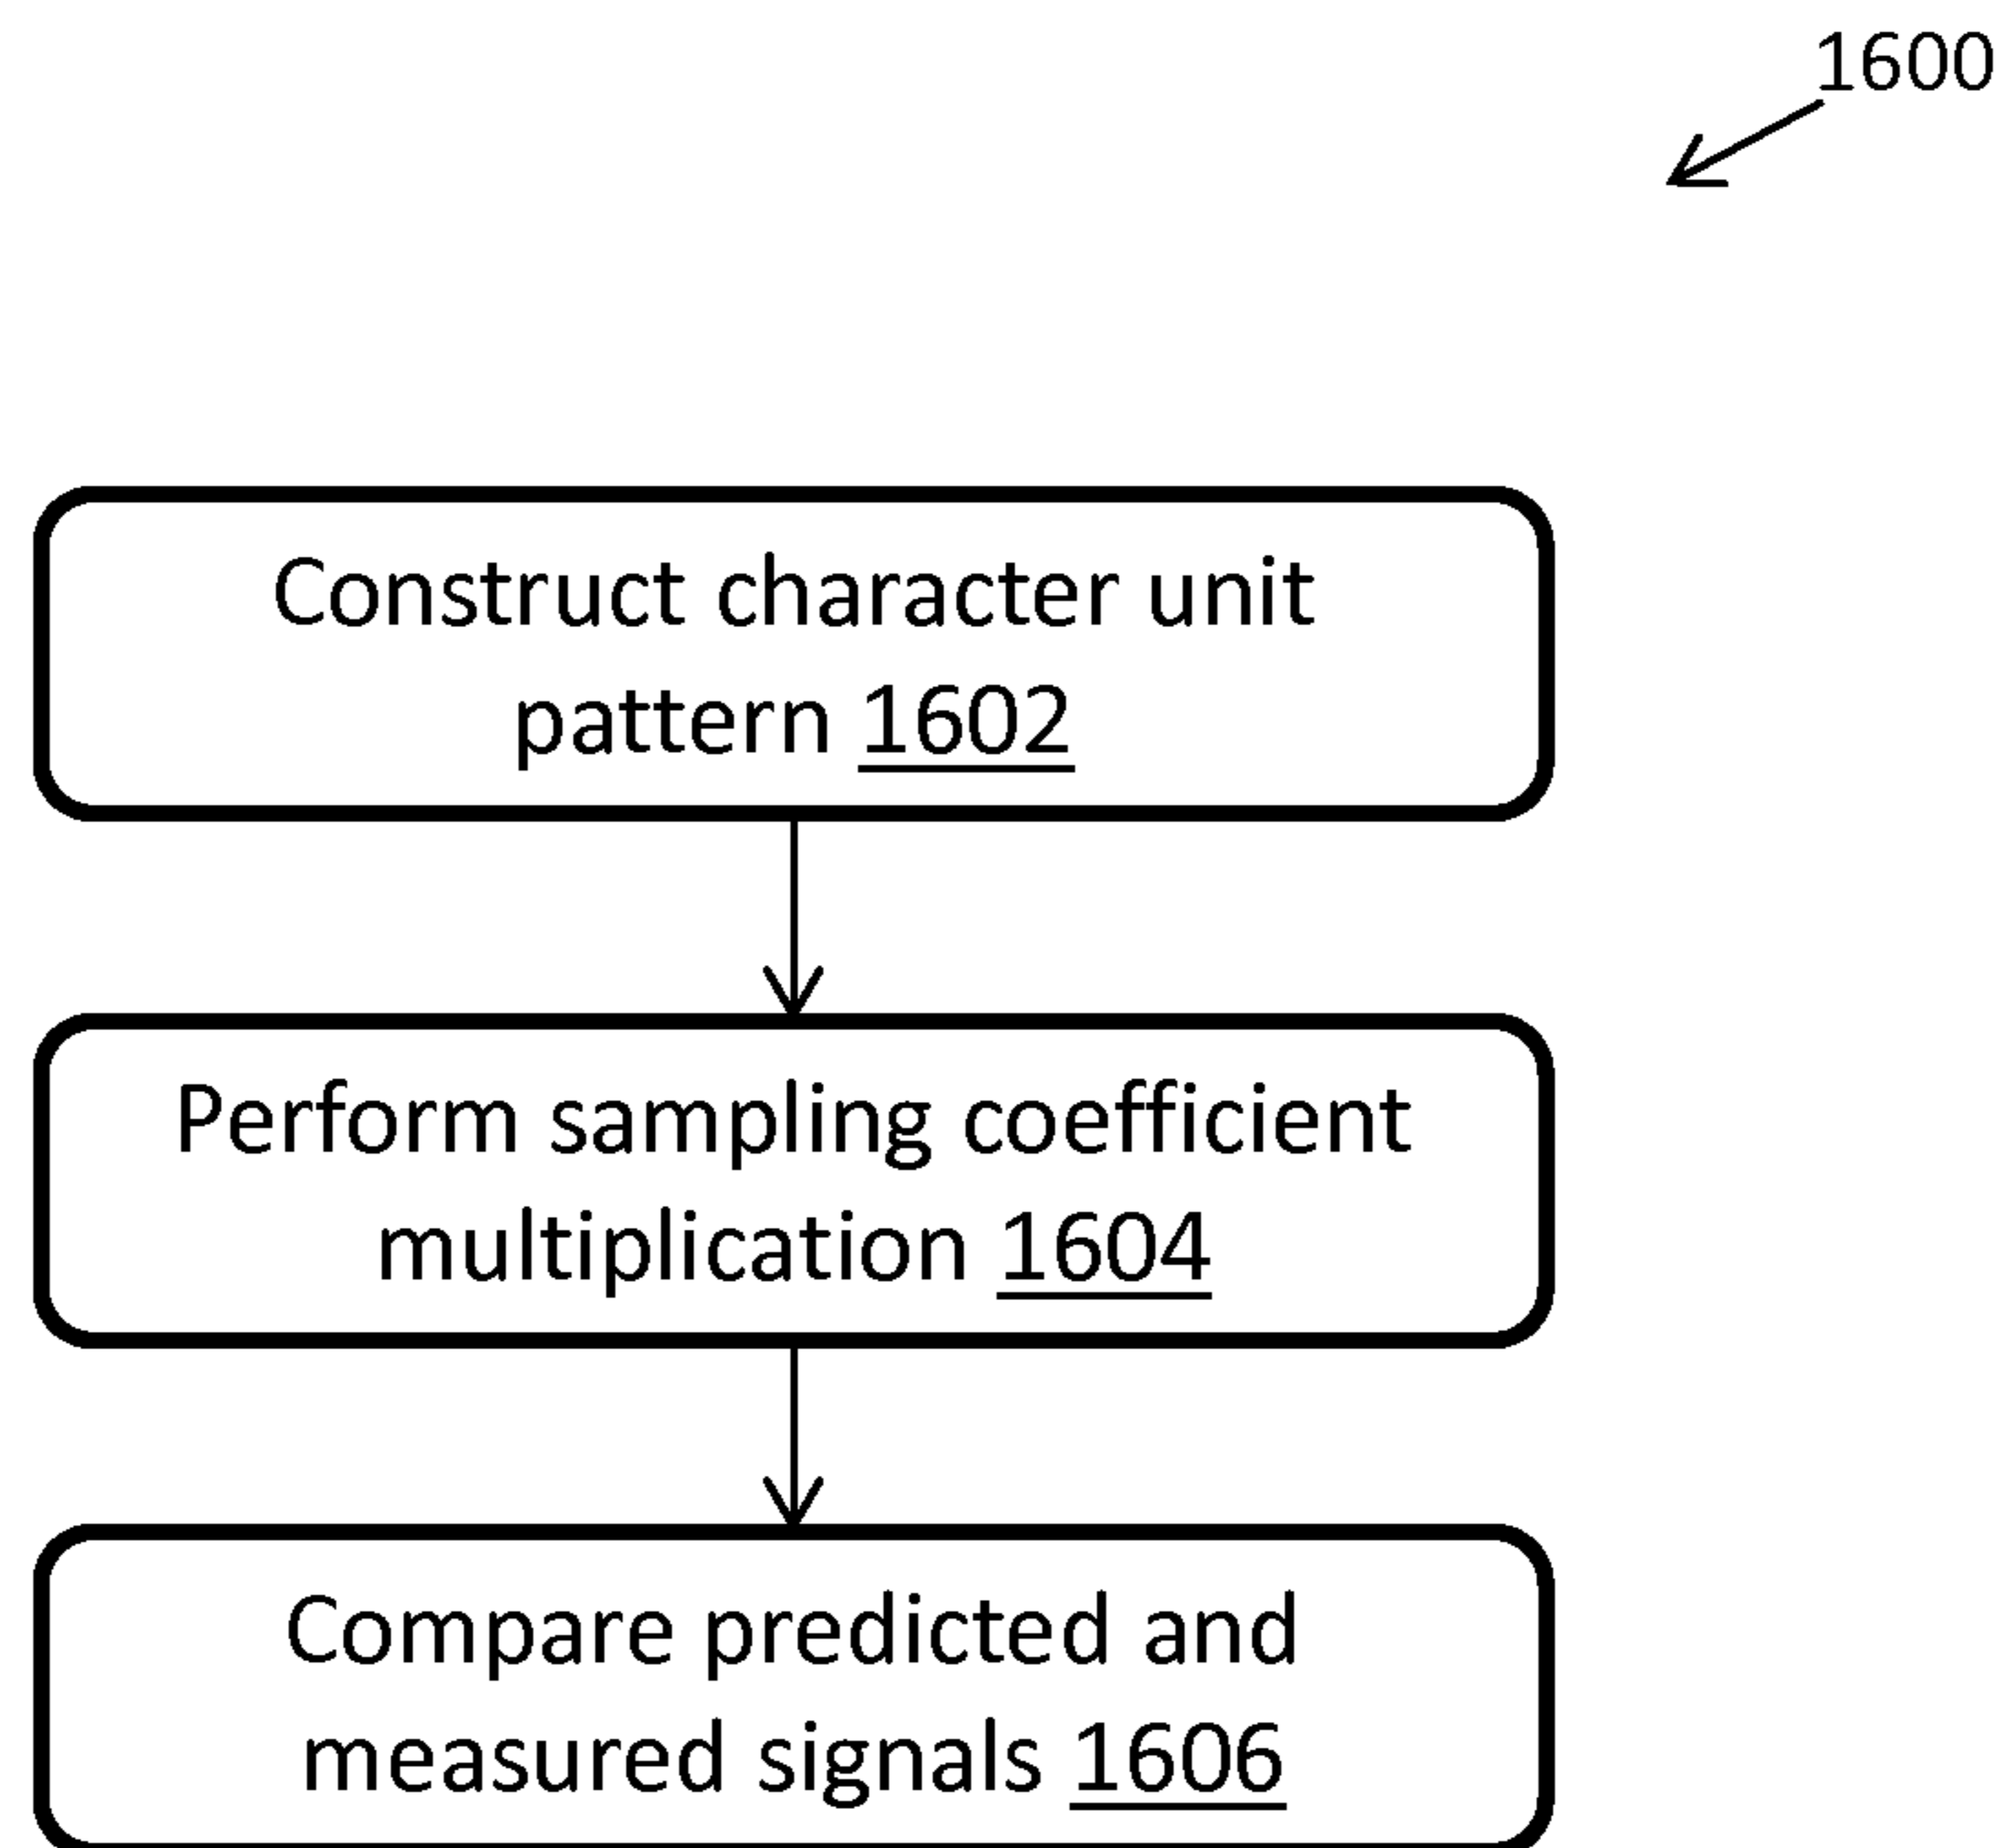 1600
Construct character unit
pattern 1602
Perform sampling coefficient
multiplication 1604
Compare predicted and
measured signals 1606